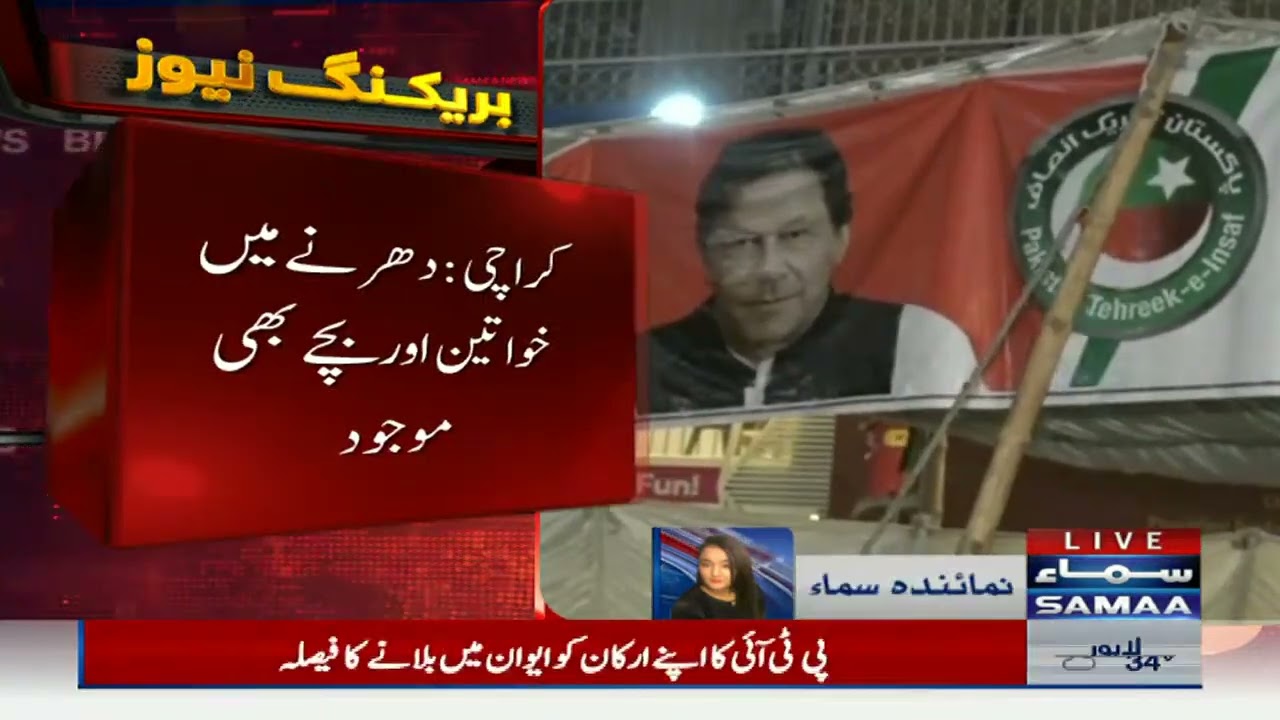 بریکنگ نیوز
کراچی: دھرنے میں
خواتین اور بچے بھی
موجود
پاکستان تحریک انصاف
Tehreek-e-Insaf
Fun!
نمائندہ سماء
LIVE
سماء
SAMAA
لاہور
34°
پی ٹی آئی کا اپنے ارکان کو ایوان میں بلانے کا فیصلہ